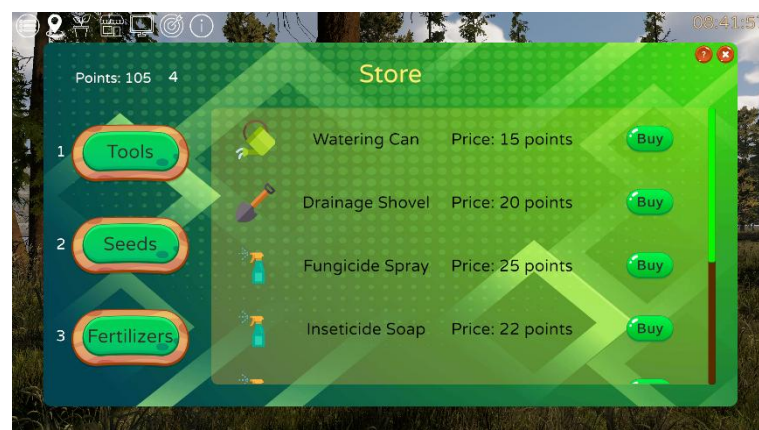 08:41:5
Store
Points: 105 4
1 Tools
2 Seeds
3 Fertilizers
Watering Can Price: 15 points Buy
Drainage Shovel Price: 20 points Buy
Fungicide Spray Price: 25 points Buy
Inseticide Soap Price: 22 points Buy